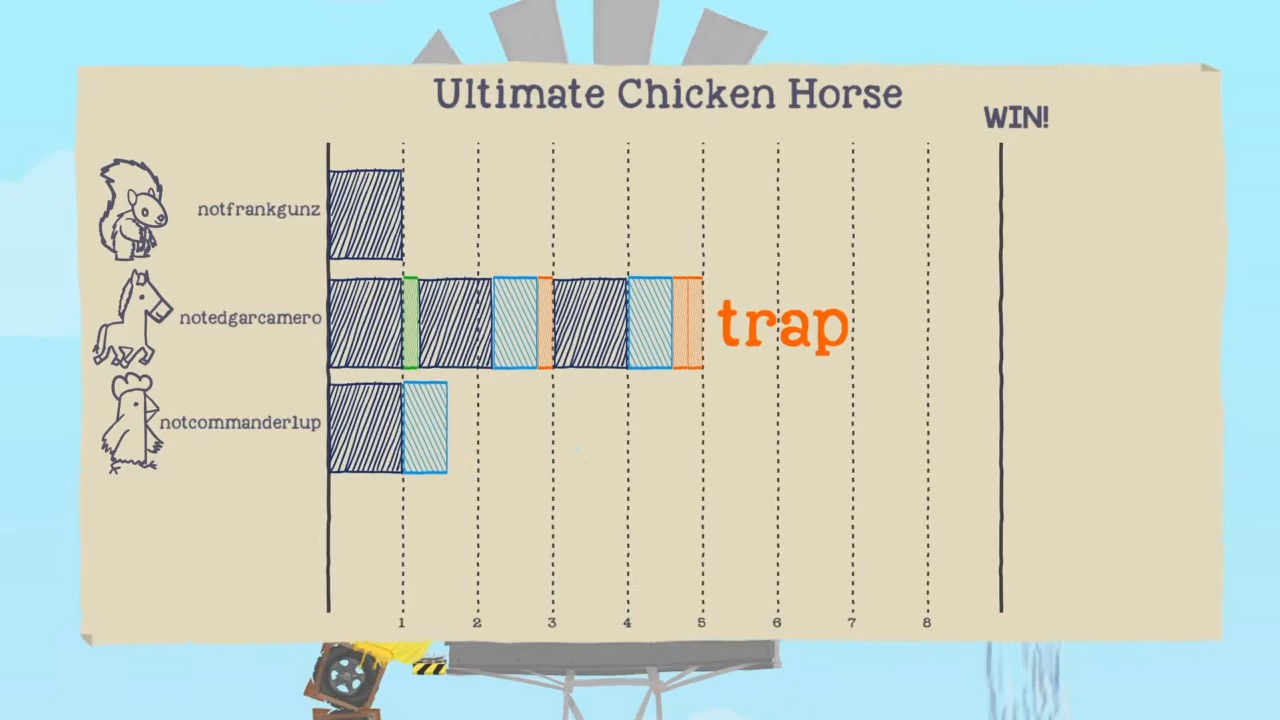 Ultimate Chicken Horse
WIN!
notfrankgunz
notedgarcamero
trap
notcommander1up
1 2 3 4 5 6 7 8